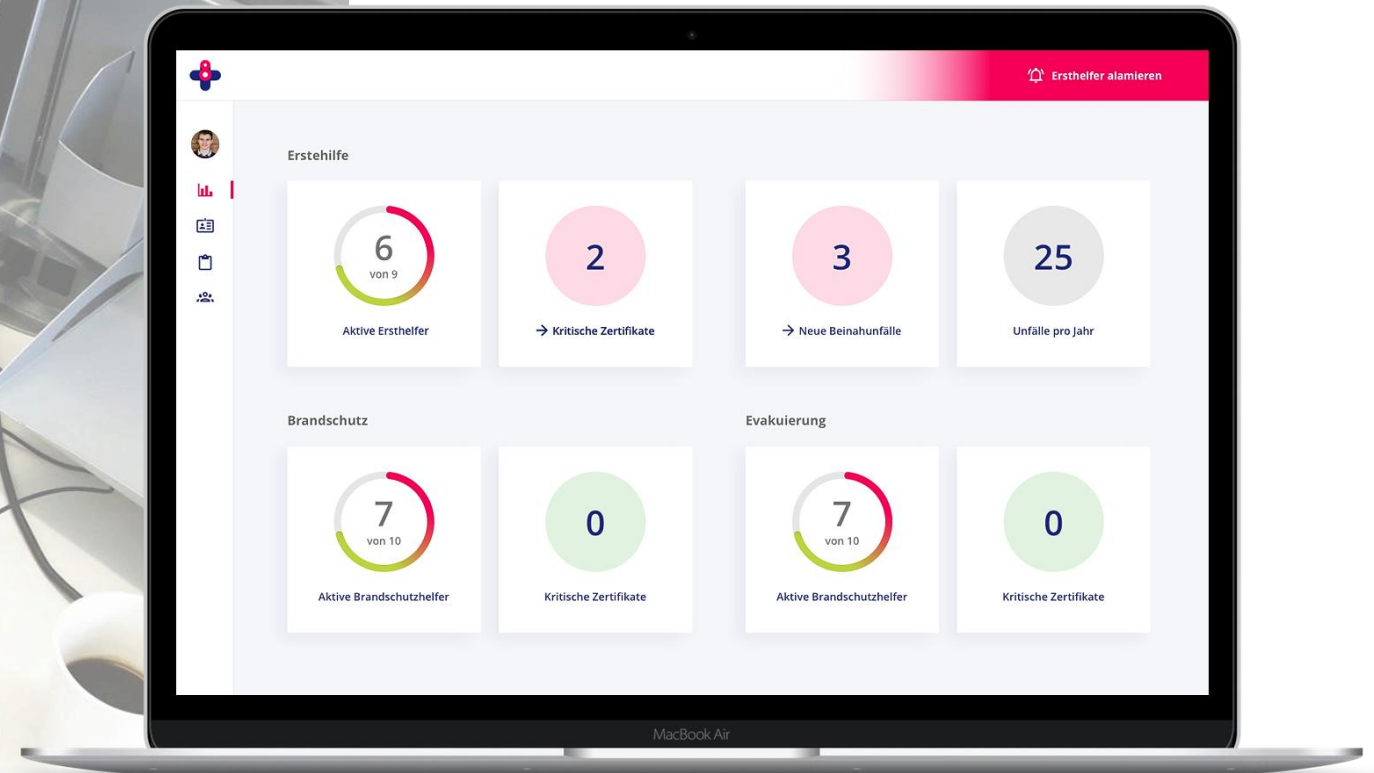 Ersthelfer alamieren
Erstehilfe
6
von 9
Aktive Ersthelfer
2
→ Kritische Zertifikate
3
→ Neue Beinahunfälle
25
Unfälle pro Jahr
Brandschutz
7
von 10
Aktive Brandschutzhelfer
0
Kritische Zertifikate
Evakuierung
7
von 10
Aktive Brandschutzhelfer
0
Kritische Zertifikate
MacBook Air